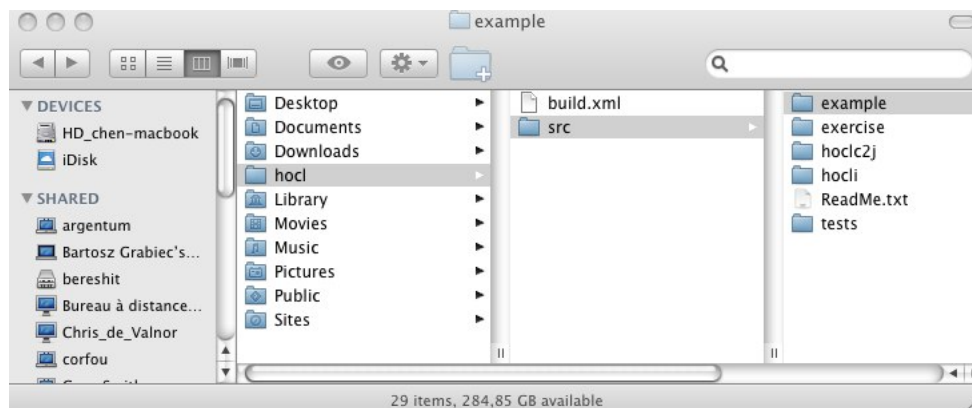 example
DEVICES
HD_chen-macbook
iDisk
SHARED
argentum
Bartosz Grabiec's...
bereshit
Bureau à distance...
Chris_de_Valnor
corfou
Desktop
Documents
Downloads
hocl
Library
Movies
Music
Pictures
Public
Sites
build.xml
src
example
exercise
hoclc2j
hocli
ReadMe.txt
tests
29 items, 284,85 GB available